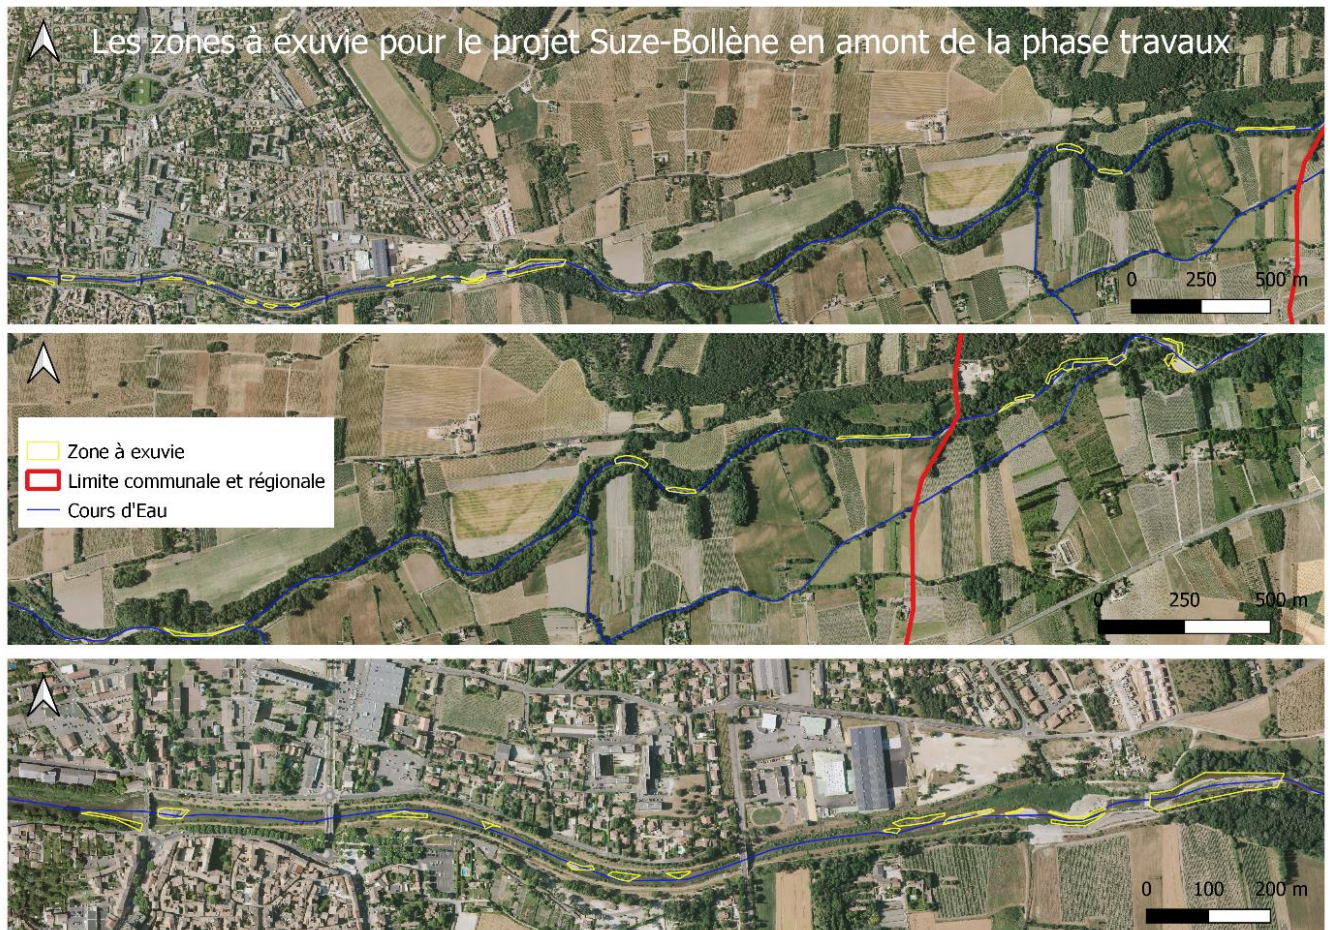 Les zones à exuvie pour le projet Suze-Bollène en amont de la phase travaux
0 250 500 m
Zone à exuvie
Limite communale et régionale
Cours d'Eau
0 250 500 m
0 100 200 m